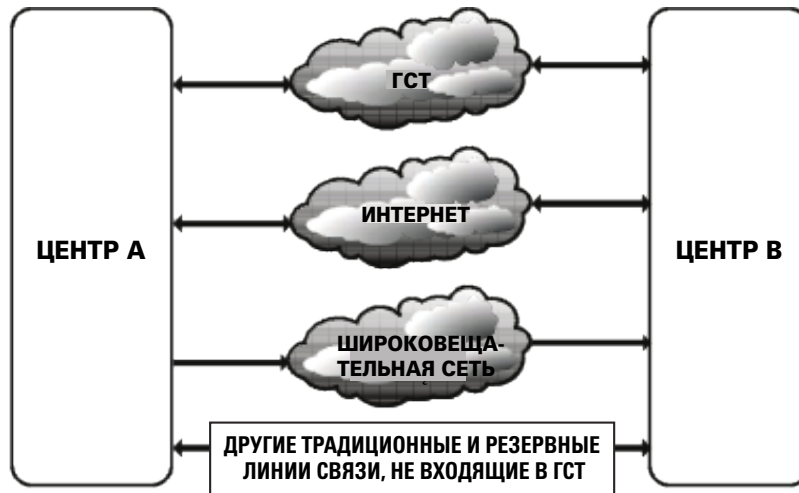 ГСТ
ИНТЕРНЕТ
ЦЕНТР А
ЦЕНТР В
ШИРОКОВЕЩА-
ТЕЛЬНАЯ СЕТЬ
ДРУГИЕ ТРАДИЦИОННЫЕ И РЕЗЕРВНЫЕ
ЛИНИИ СВЯЗИ, НЕ ВХОДЯЩИЕ В ГСТ